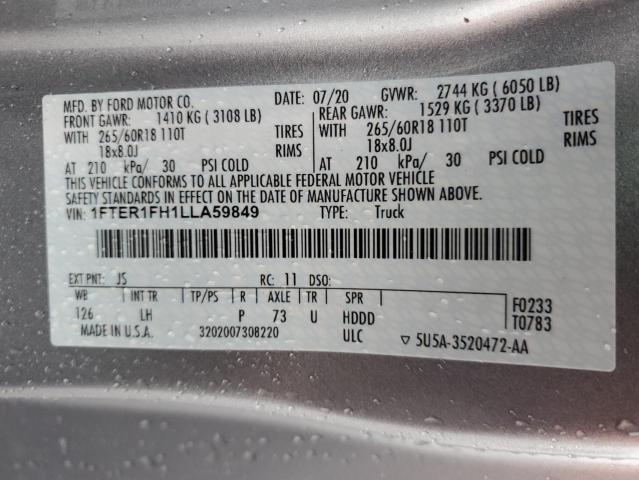 MFD. BY FORD MOTOR CO. DATE: 07/20 GVWR: 2744 KG ( 6050 LB)
FRONT GAWR: 1410 KG ( 3108 LB) REAR GAWR: 1529 KG ( 3370 LB)
WITH 265/60R18 110T TIRES WITH 265/60R18 110T TIRES
18x8.0J RIMS 18x8.0J RIMS
AT 210 kPa/ 30 PSI COLD AT 210 kPa/ 30 PSI COLD
THIS VEHICLE CONFORMS TO ALL APPLICABLE FEDERAL MOTOR VEHICLE
SAFETY STANDARDS IN EFFECT ON THE DATE OF MANUFACTURE SHOWN ABOVE.
VIN: 1FTER1FH1LLA59849 TYPE: Truck
EXT PNT: JS RC: 11 DSO:
WB INT TR TP/PS R AXLE TR SPR
126 LH P 73 U HDDD
F0233
T0783
MADE IN U.S.A. 3202007308220 ULC ▽ 5U5A-3520472-AA